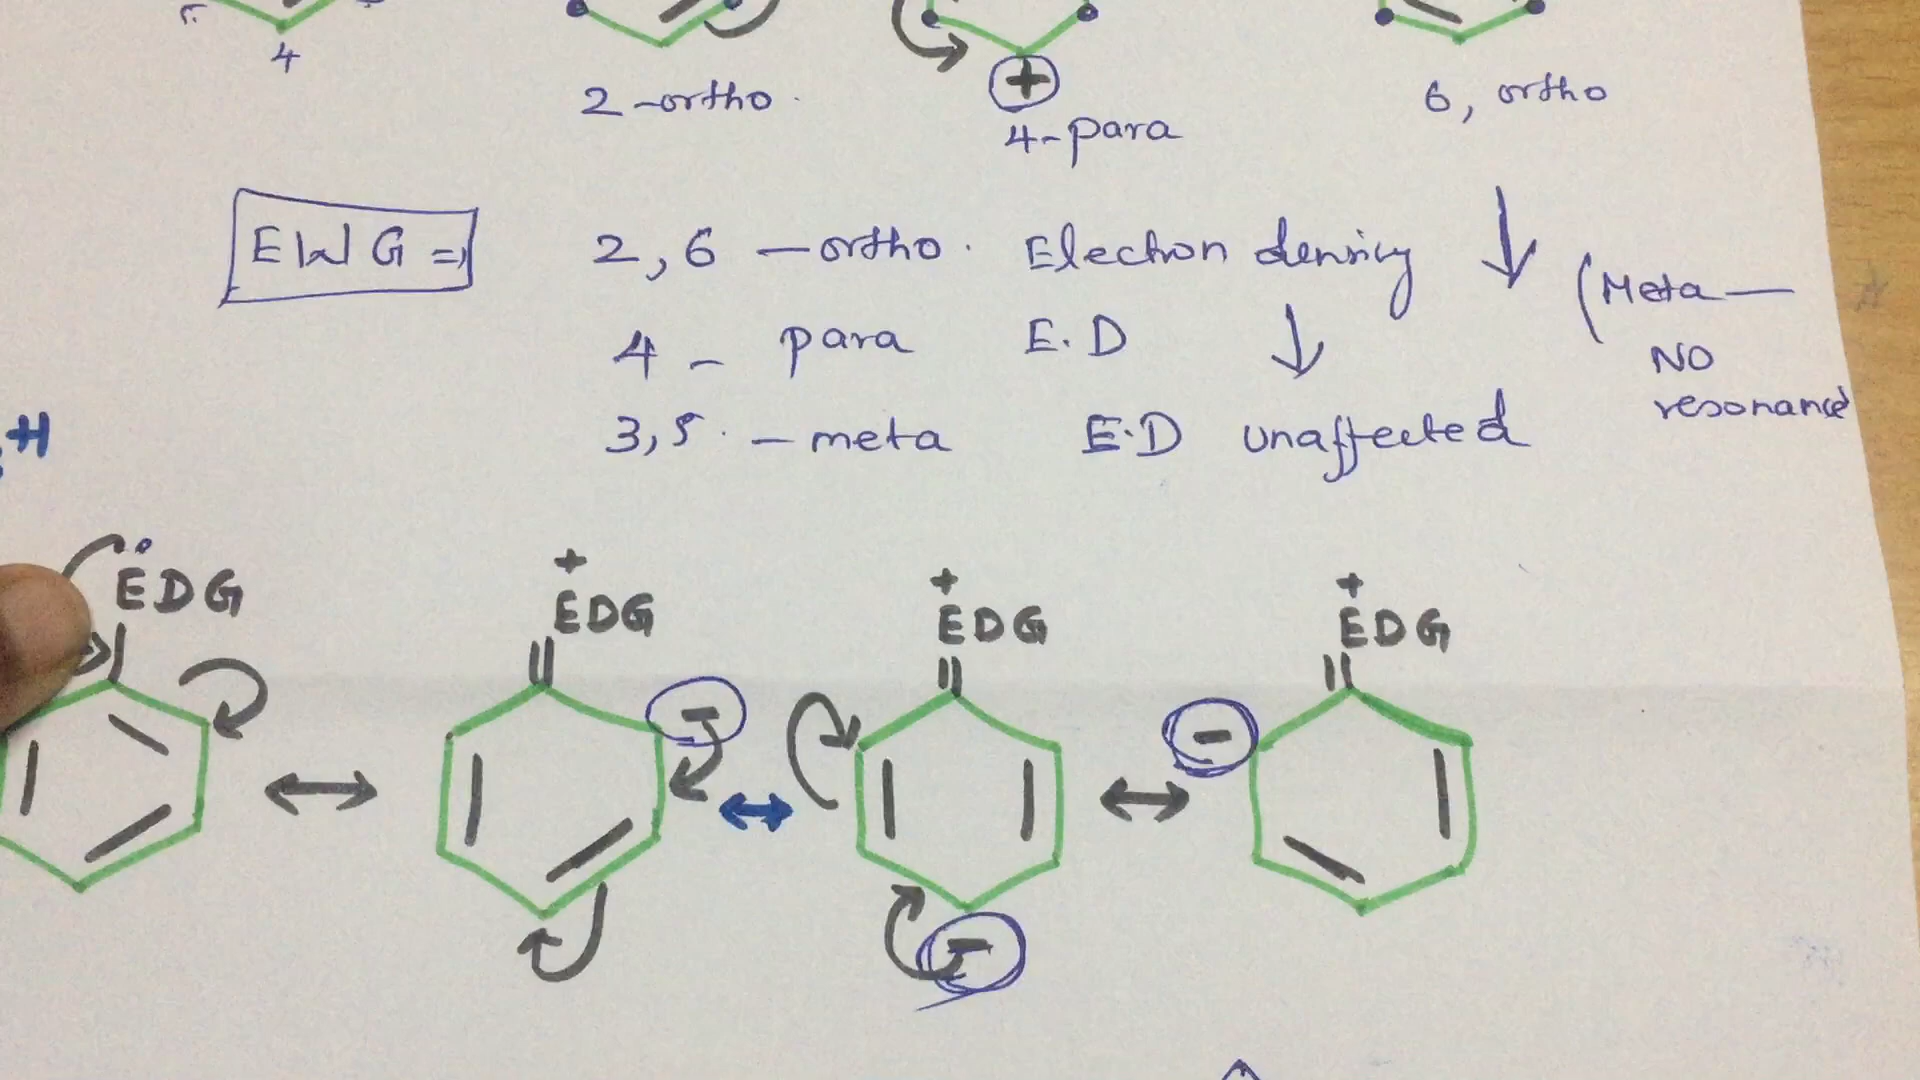 4
2-ortho.
+
4-para
6, ortho
EWG ⇒
2,6 - ortho. Electron density ↓
4 - para E.D ↓
3,5. - meta E.D unaffected
(Meta —
NO
resonance
H
EDG
+
EDG
-
+
EDG
-
+
EDG
-